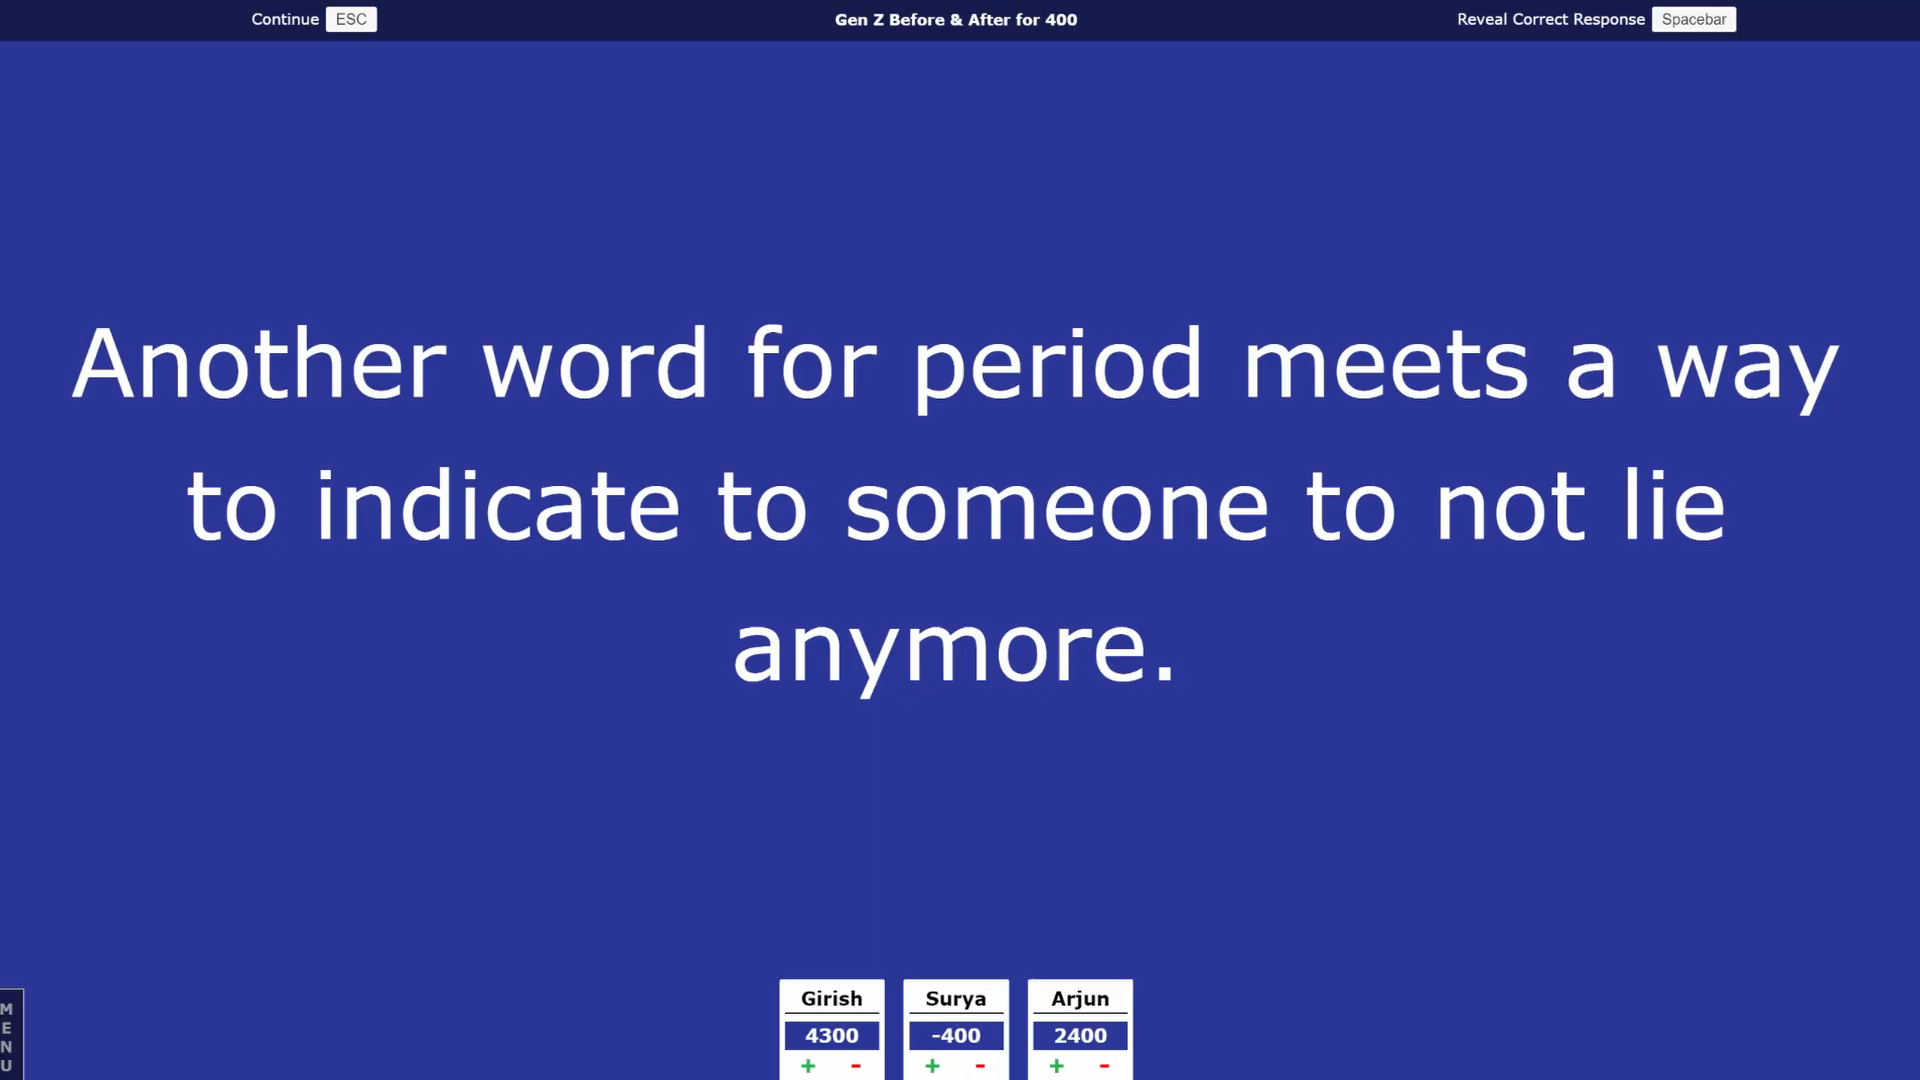 Continue ESC Gen Z Before & After for 400 Reveal Correct Response Spacebar
Another word for period meets a way
to indicate to someone to not lie
anymore.
MENU
Girish Surya Arjun
4300 -400 2400
+ - + - + -